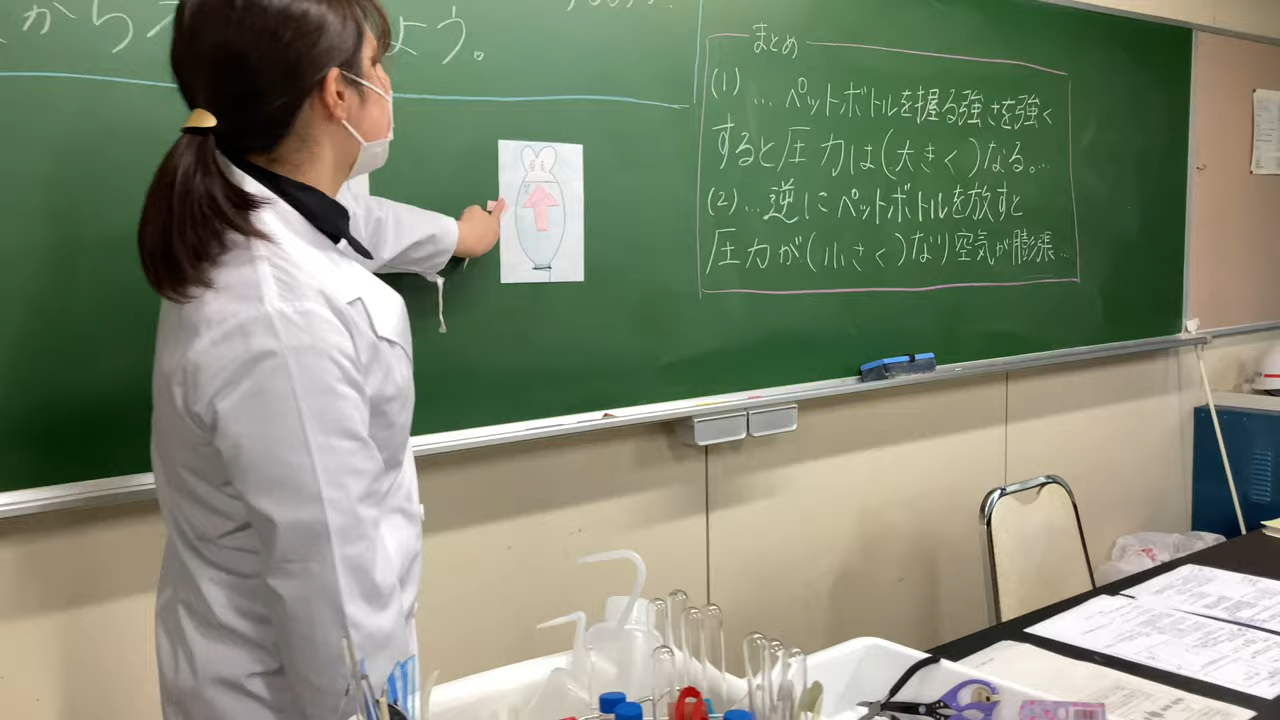 から
よう。
まとめ
(1) … ペットボトルを握る強さを強く
すると圧力は(大きく)なる。…
(2) … 逆にペットボトルを放すと
圧力が(小さく)なり空気が膨張…